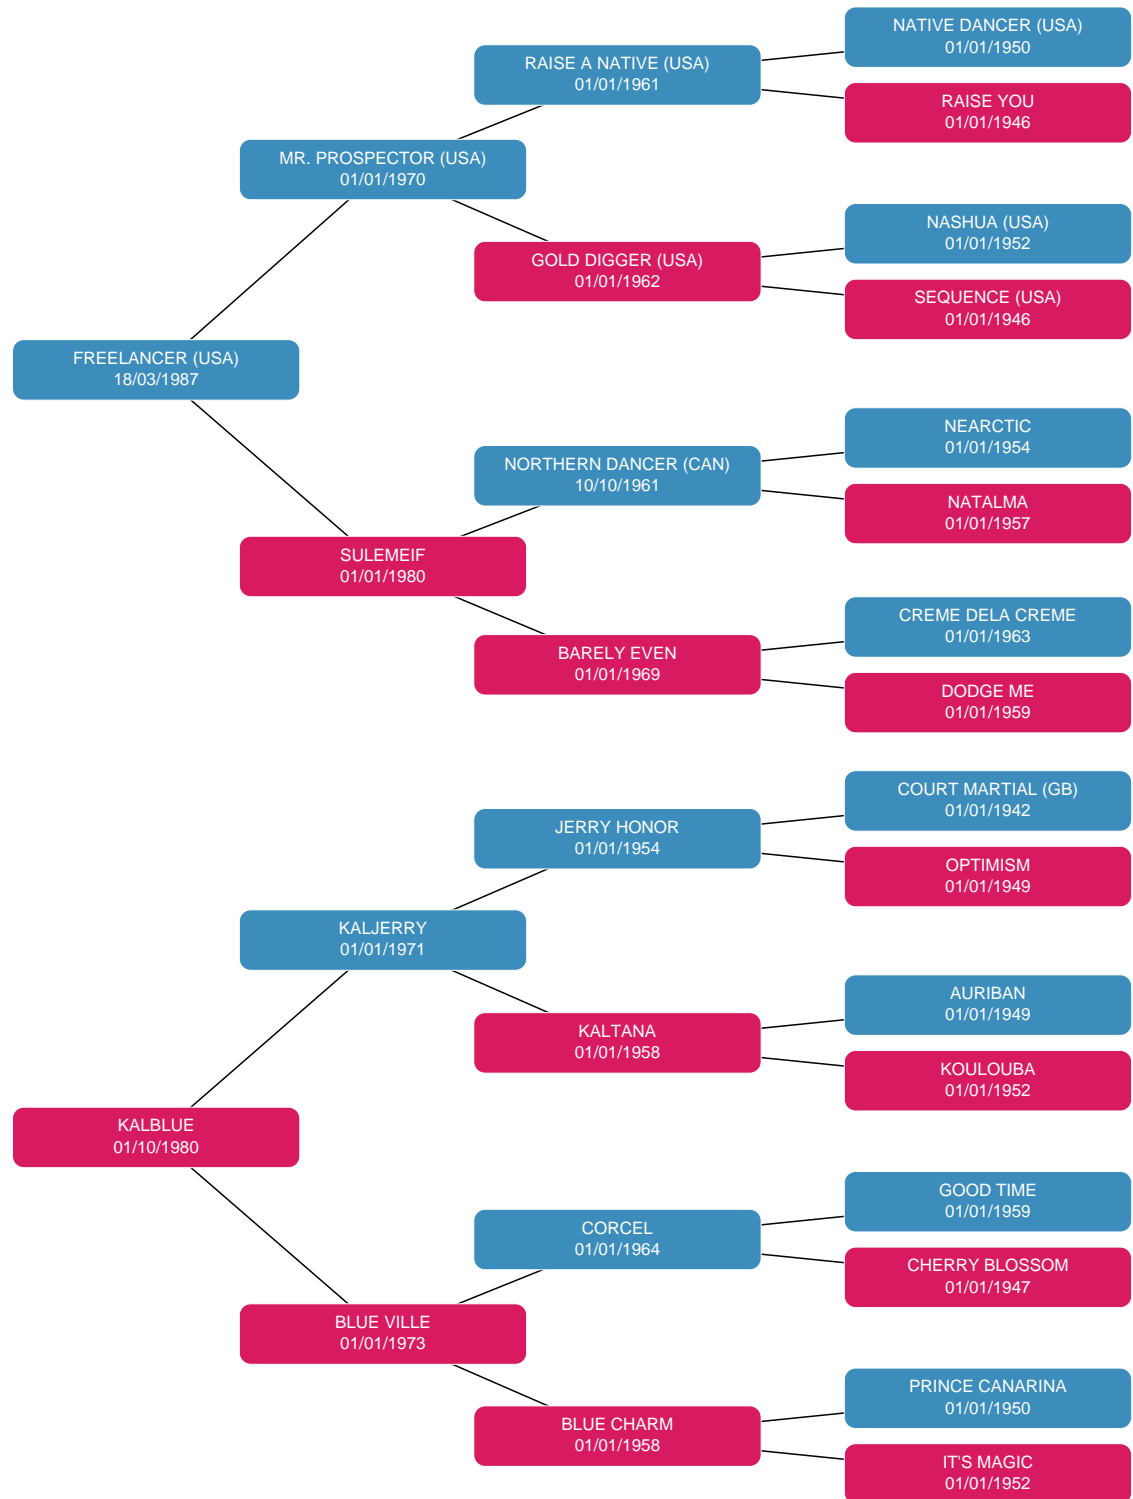 NATIVE DANCER (USA)
01/01/1950
RAISE A NATIVE (USA)
01/01/1961
RAISE YOU
01/01/1946
MR. PROSPECTOR (USA)
01/01/1970
NASHUA (USA)
01/01/1952
GOLD DIGGER (USA)
01/01/1962
SEQUENCE (USA)
01/01/1946
FREELANCER (USA)
18/03/1987
NEARCTIC
01/01/1954
NORTHERN DANCER (CAN)
10/10/1961
NATALMA
01/01/1957
SULEMEIF
01/01/1980
CREME DELA CREME
01/01/1963
BARELY EVEN
01/01/1969
DODGE ME
01/01/1959
COURT MARTIAL (GB)
01/01/1942
JERRY HONOR
01/01/1954
OPTIMISM
01/01/1949
KALJERRY
01/01/1971
AURIBAN
01/01/1949
KALTANA
01/01/1958
KOULOUBA
01/01/1952
KALBLUE
01/10/1980
GOOD TIME
01/01/1959
CORCEL
01/01/1964
CHERRY BLOSSOM
01/01/1947
BLUE VILLE
01/01/1973
PRINCE CANARINA
01/01/1950
BLUE CHARM
01/01/1958
IT'S MAGIC
01/01/1952